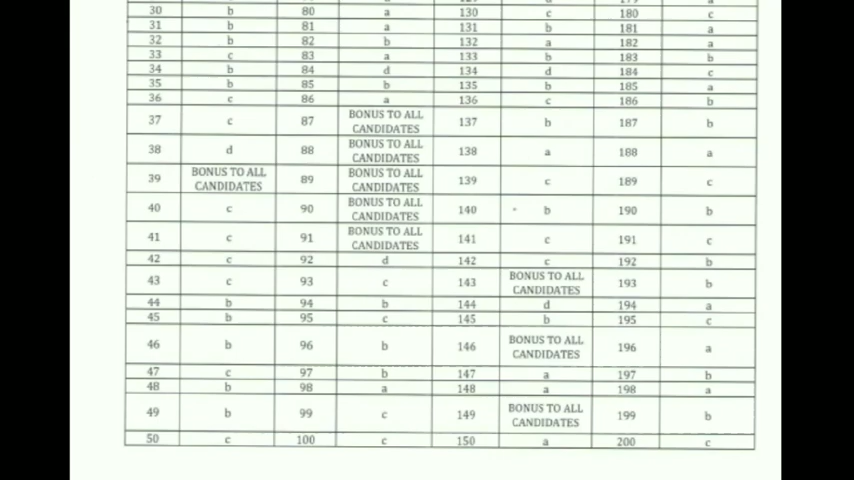 30 b 80 a 130 c 180 c
31 b 81 a 131 b 181 a
32 b 82 b 132 a 182 a
33 c 83 a 133 b 183 b
34 b 84 d 134 d 184 c
35 b 85 b 135 b 185 a
36 c 86 a 136 c 186 b
37 c 87 BONUS TO ALL CANDIDATES 137 b 187 b
38 d 88 BONUS TO ALL CANDIDATES 138 a 188 a
39 BONUS TO ALL CANDIDATES 89 BONUS TO ALL CANDIDATES 139 c 189 c
40 c 90 BONUS TO ALL CANDIDATES 140 b 190 b
41 c 91 BONUS TO ALL CANDIDATES 141 c 191 c
42 c 92 d 142 c 192 b
43 c 93 c 143 BONUS TO ALL CANDIDATES 193 b
44 b 94 b 144 d 194 a
45 b 95 c 145 b 195 c
46 b 96 b 146 BONUS TO ALL CANDIDATES 196 a
47 c 97 b 147 a 197 b
48 b 98 a 148 a 198 a
49 b 99 c 149 BONUS TO ALL CANDIDATES 199 b
50 c 100 c 150 a 200 c